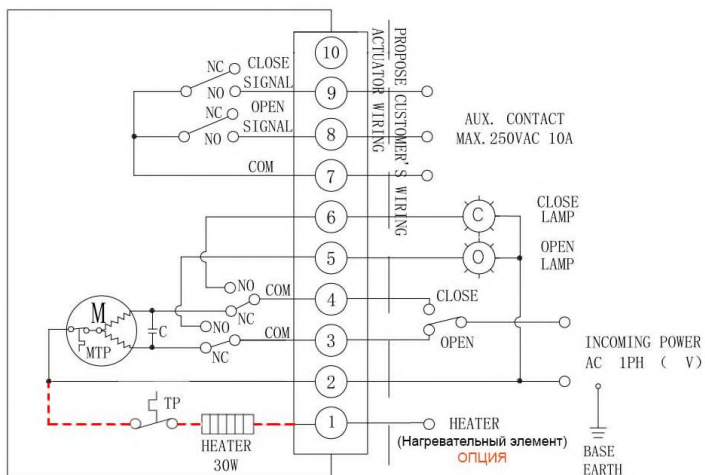 10
NC
CLOSE
SIGNAL
NO
9
NC
OPEN
SIGNAL
NO
8
COM
7
6
5
NO
COM
NC
4
M
MTP
C
NO
COM
NC
3
2
TP
HEATER
30W
1
ACTUATOR WIRING
PROPOSE CUSTOMER'S WIRING
AUX. CONTACT
MAX.250VAC 10A
C
CLOSE
LAMP
O
OPEN
LAMP
CLOSE
OPEN
INCOMING POWER
AC 1PH ( V)
HEATER
(Нагревательный элемент)
ОПЦИЯ
BASE
EARTH